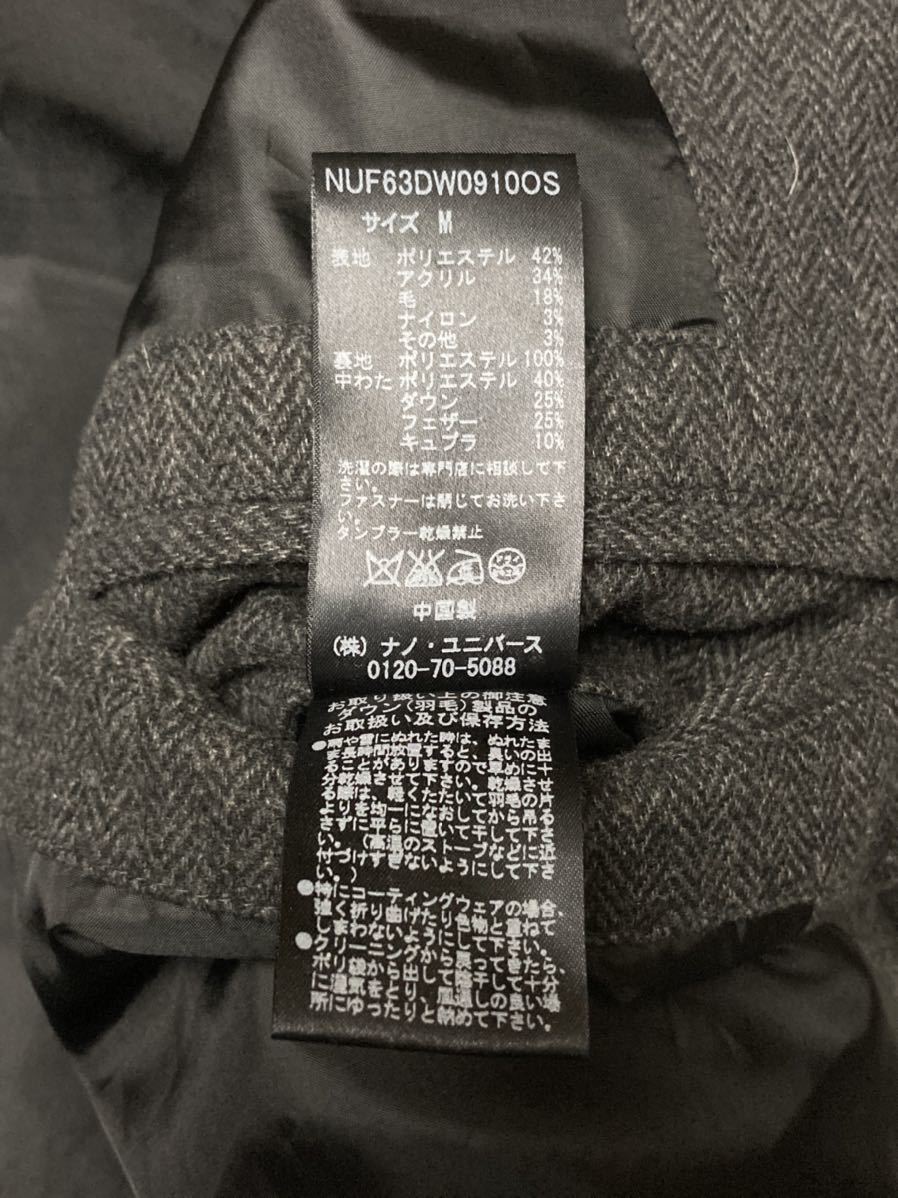 NUF63DW0910OS
サイズ M
表地 ポリエステル 42%
アクリル 34%
毛 18%
ナイロン 3%
その他 3%
裏地 ポリエステル 100%
中わた ポリエステル 40%
ダウン 25%
フェザー 25%
キュプラ 10%
洗濯の際は専門店に相談して下
さい。
ファスナーは閉じてお洗い下さ
い。
タンブラー乾燥禁止
中国製
(株) ナノ・ユニバース
0120-70-5088
お取り扱い上の御注意
ダウン(羽毛)製品の
お取扱い及び保存方法
●雨や雪にぬれた時は、ぬれたま
ま長時間放置すると、臭いの出
ることがありますので早めに十
分乾燥させて下さい。乾燥させ
る際は、軽くたたいて羽毛の片
よりを均一になおしてから吊る
さずに平らに置いて干して下さ
い。(高温のストーブなどに近
付けすぎないようにして下さ
い。)
●特にコーティングウェアの場合、
強く折り曲げたり色物と重ねて
しまわないようにして下さい。
●クリーニングから戻ってきたら、
ポリ袋から出して陰干して十分
に湿気をとり、風通しの良い場
所にゆったりと納めて下さい。